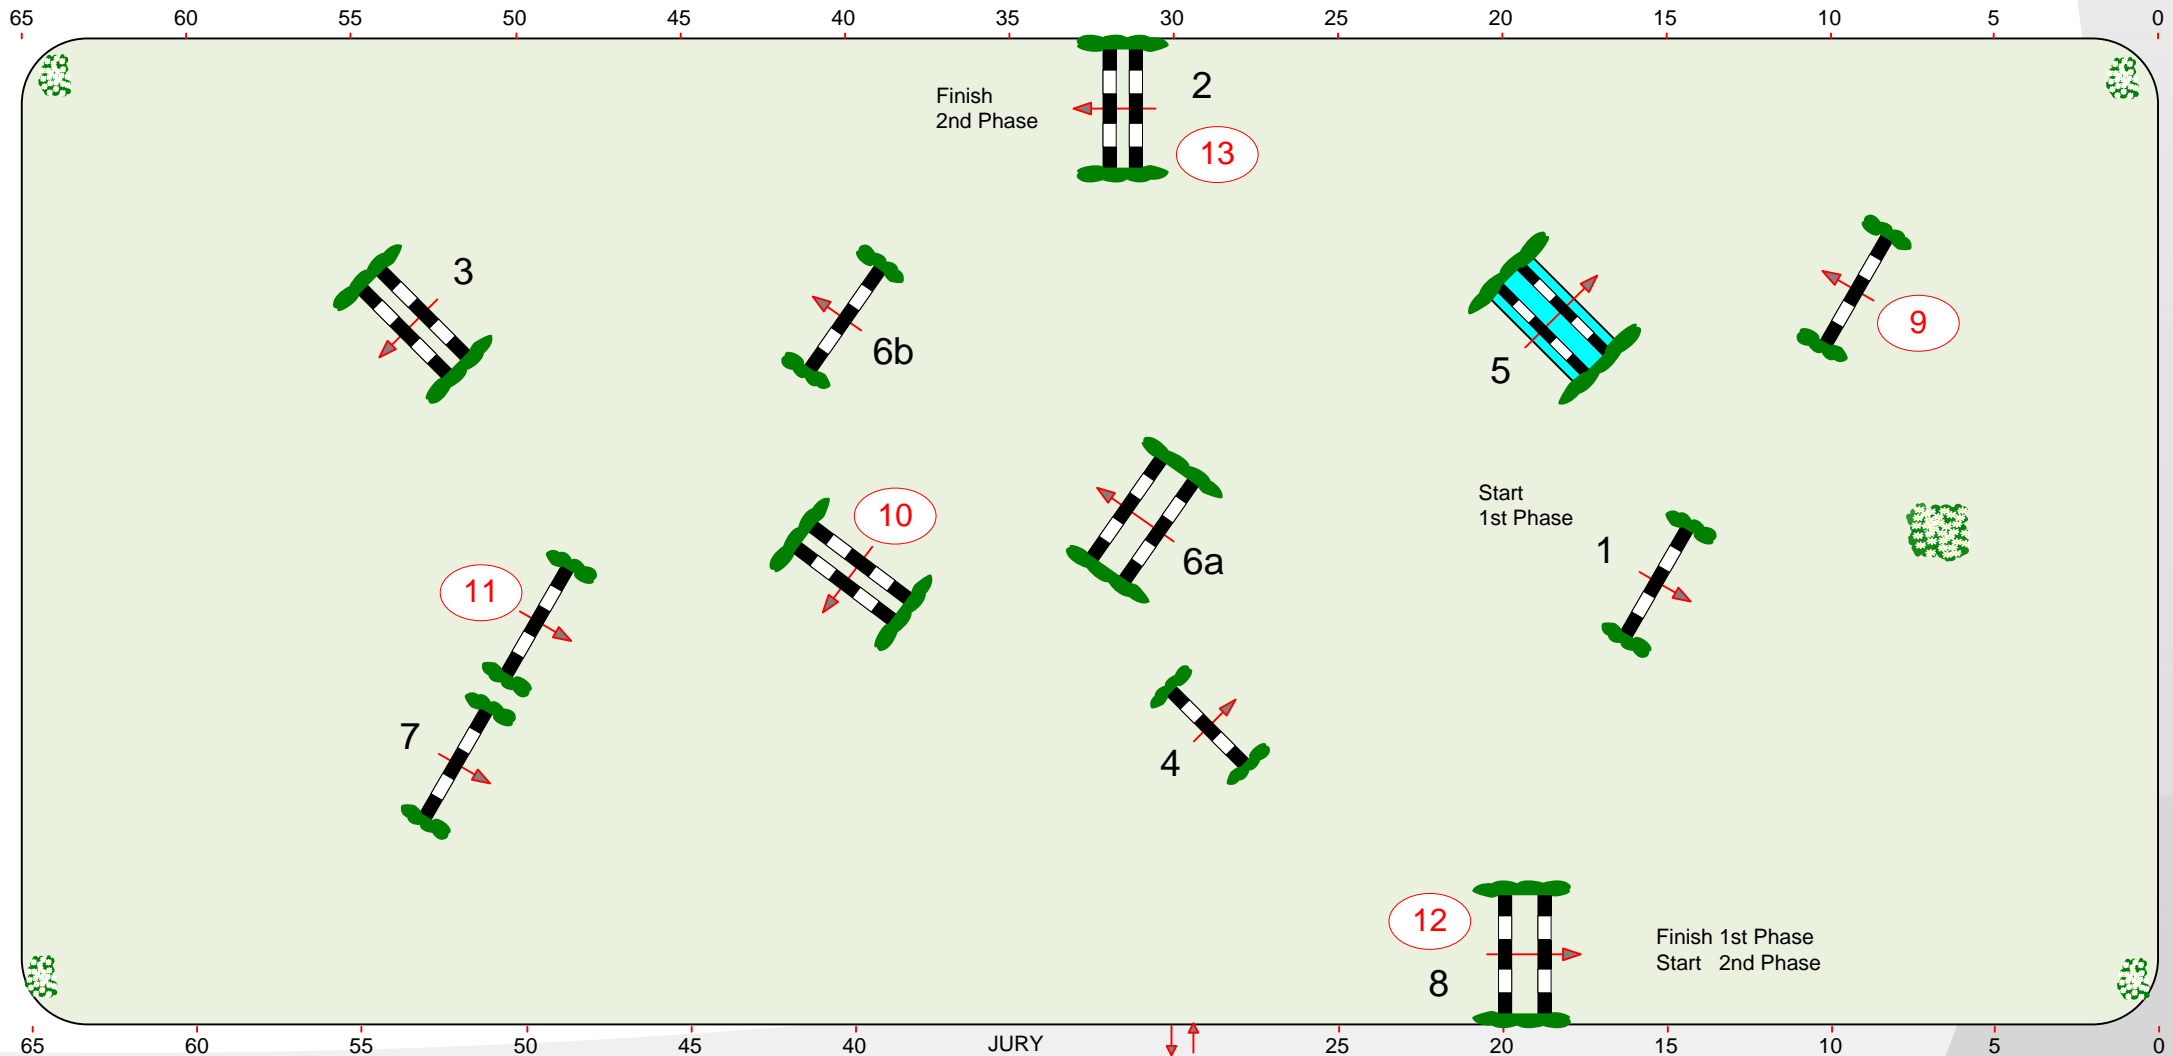 65 60 55 50 45 40 35 30 25 20 15 10 5 0
2
Finish
2nd Phase
13
3
6b
5
9
Start
1st Phase
10
6a
1
11
7
4
12
Finish 1st Phase
Start 2nd Phase
8
65 60 55 50 45 40 JURY 25 20 15 10 5 0